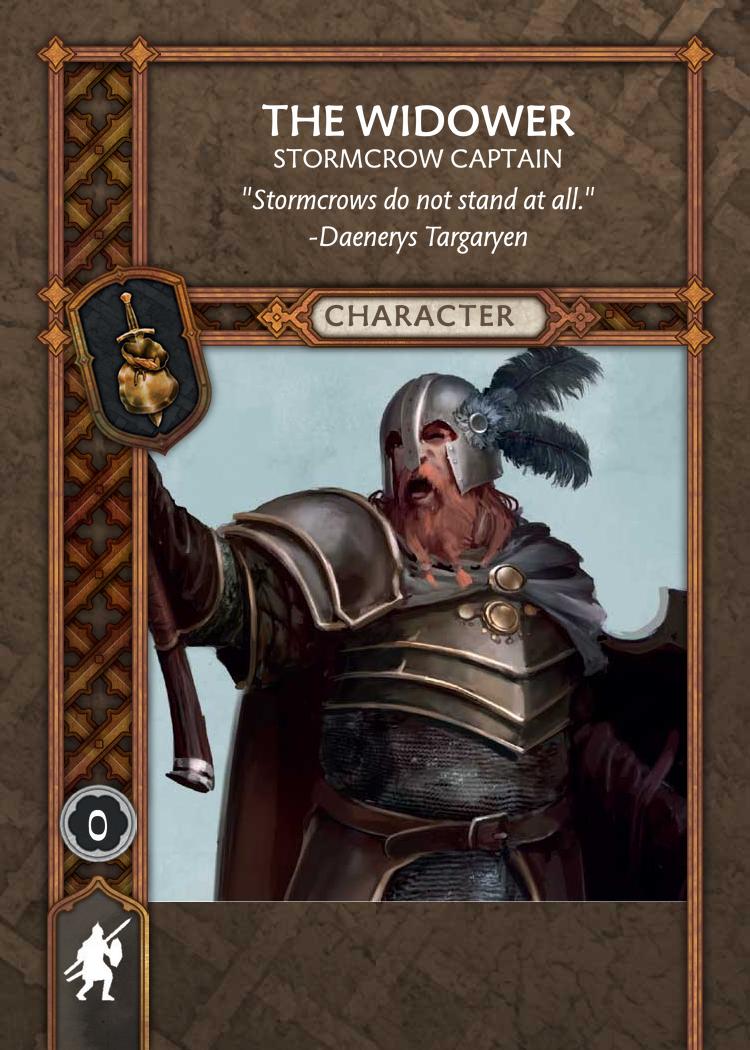 THE WIDOWER
STORMCROW CAPTAIN
"Stormcrows do not stand at all."
-Daenerys Targaryen
CHARACTER
0